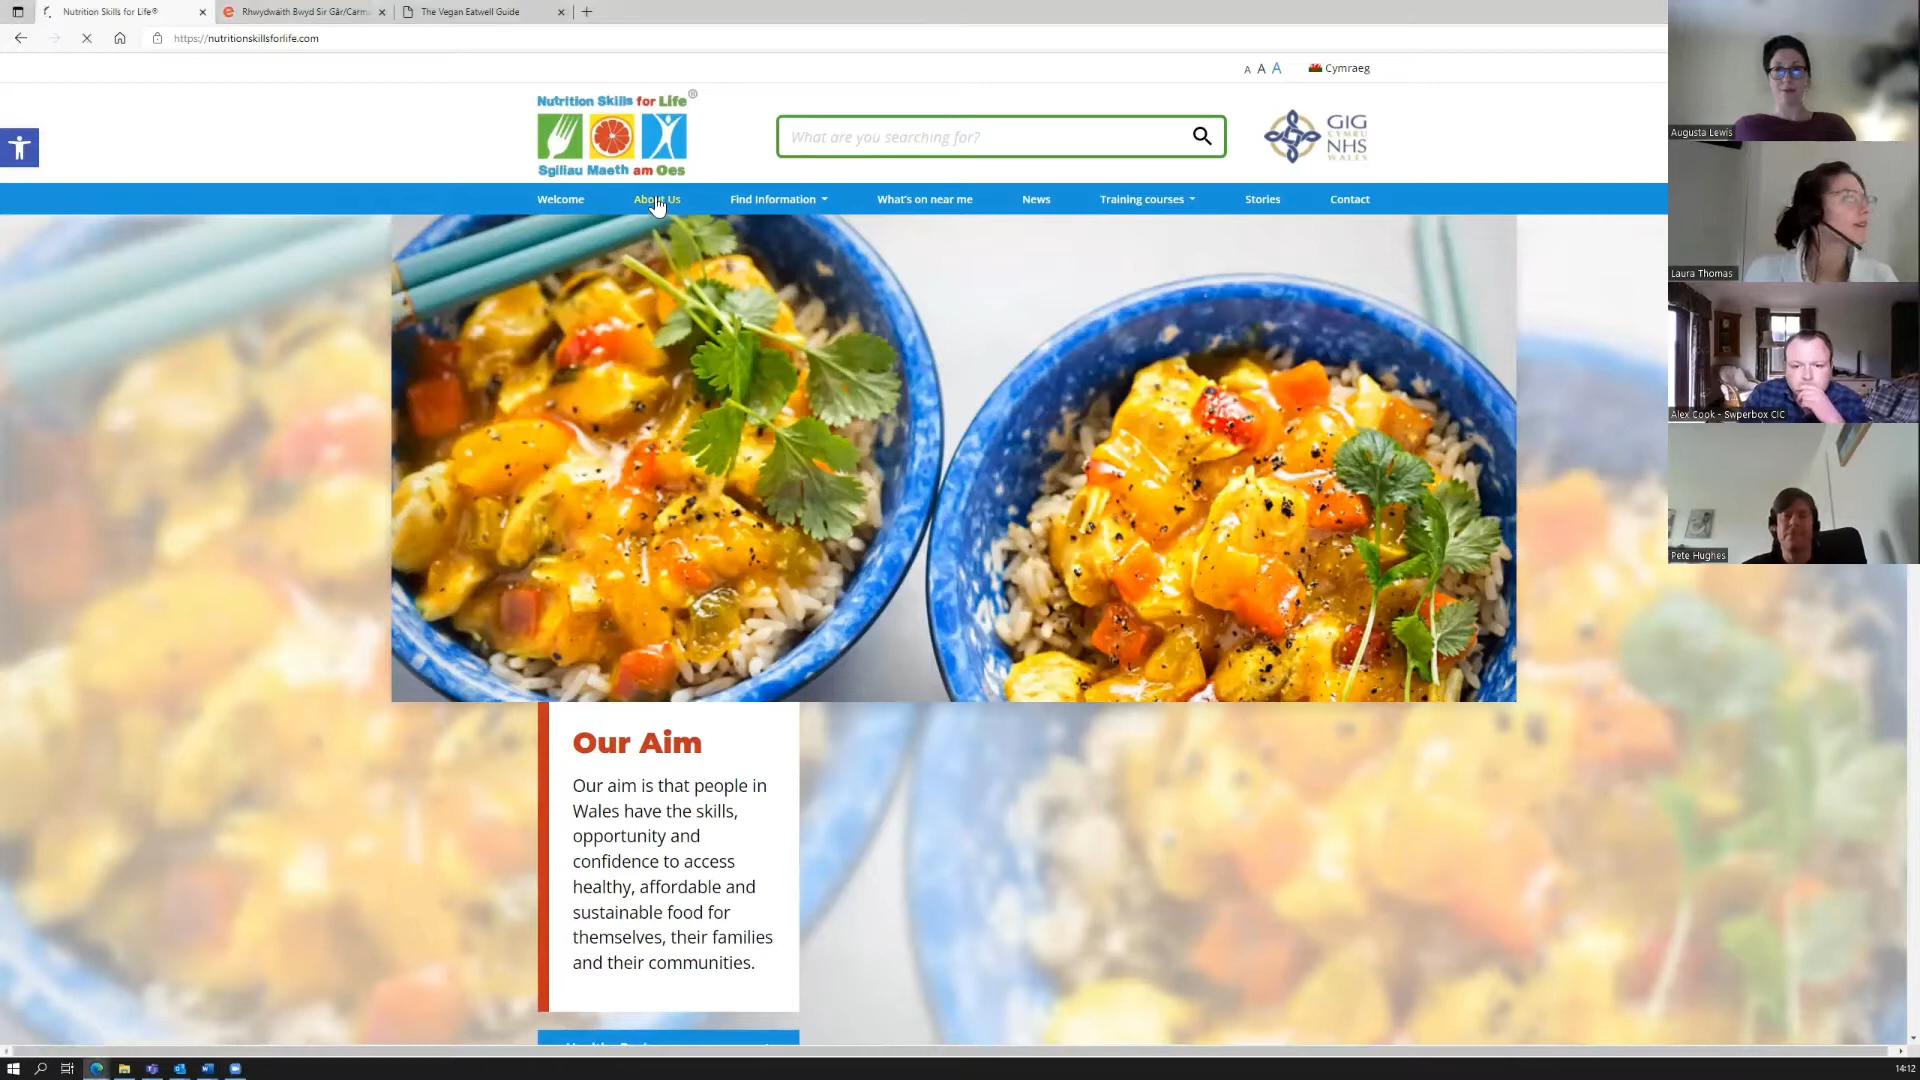 Nutrition Skills for Life®
Rhwydwaith Bwyd Sir Gâr/Carma
The Vegan Eatwell Guide
https://nutritionskillsforlife.com
A A A
Cymraeg
Nutrition Skills for Life®
Sgiliau Maeth am Oes
What are you searching for?
GIG
CYMRU
NHS
WALES
Welcome
About Us
Find Information
What's on near me
News
Training courses
Stories
Contact
Our Aim
Our aim is that people in
Wales have the skills,
opportunity and
confidence to access
healthy, affordable and
sustainable food for
themselves, their families
and their communities.
Augusta Lewis
Laura Thomas
Alex Cook - Swperbox CIC
Pete Hughes
14:12